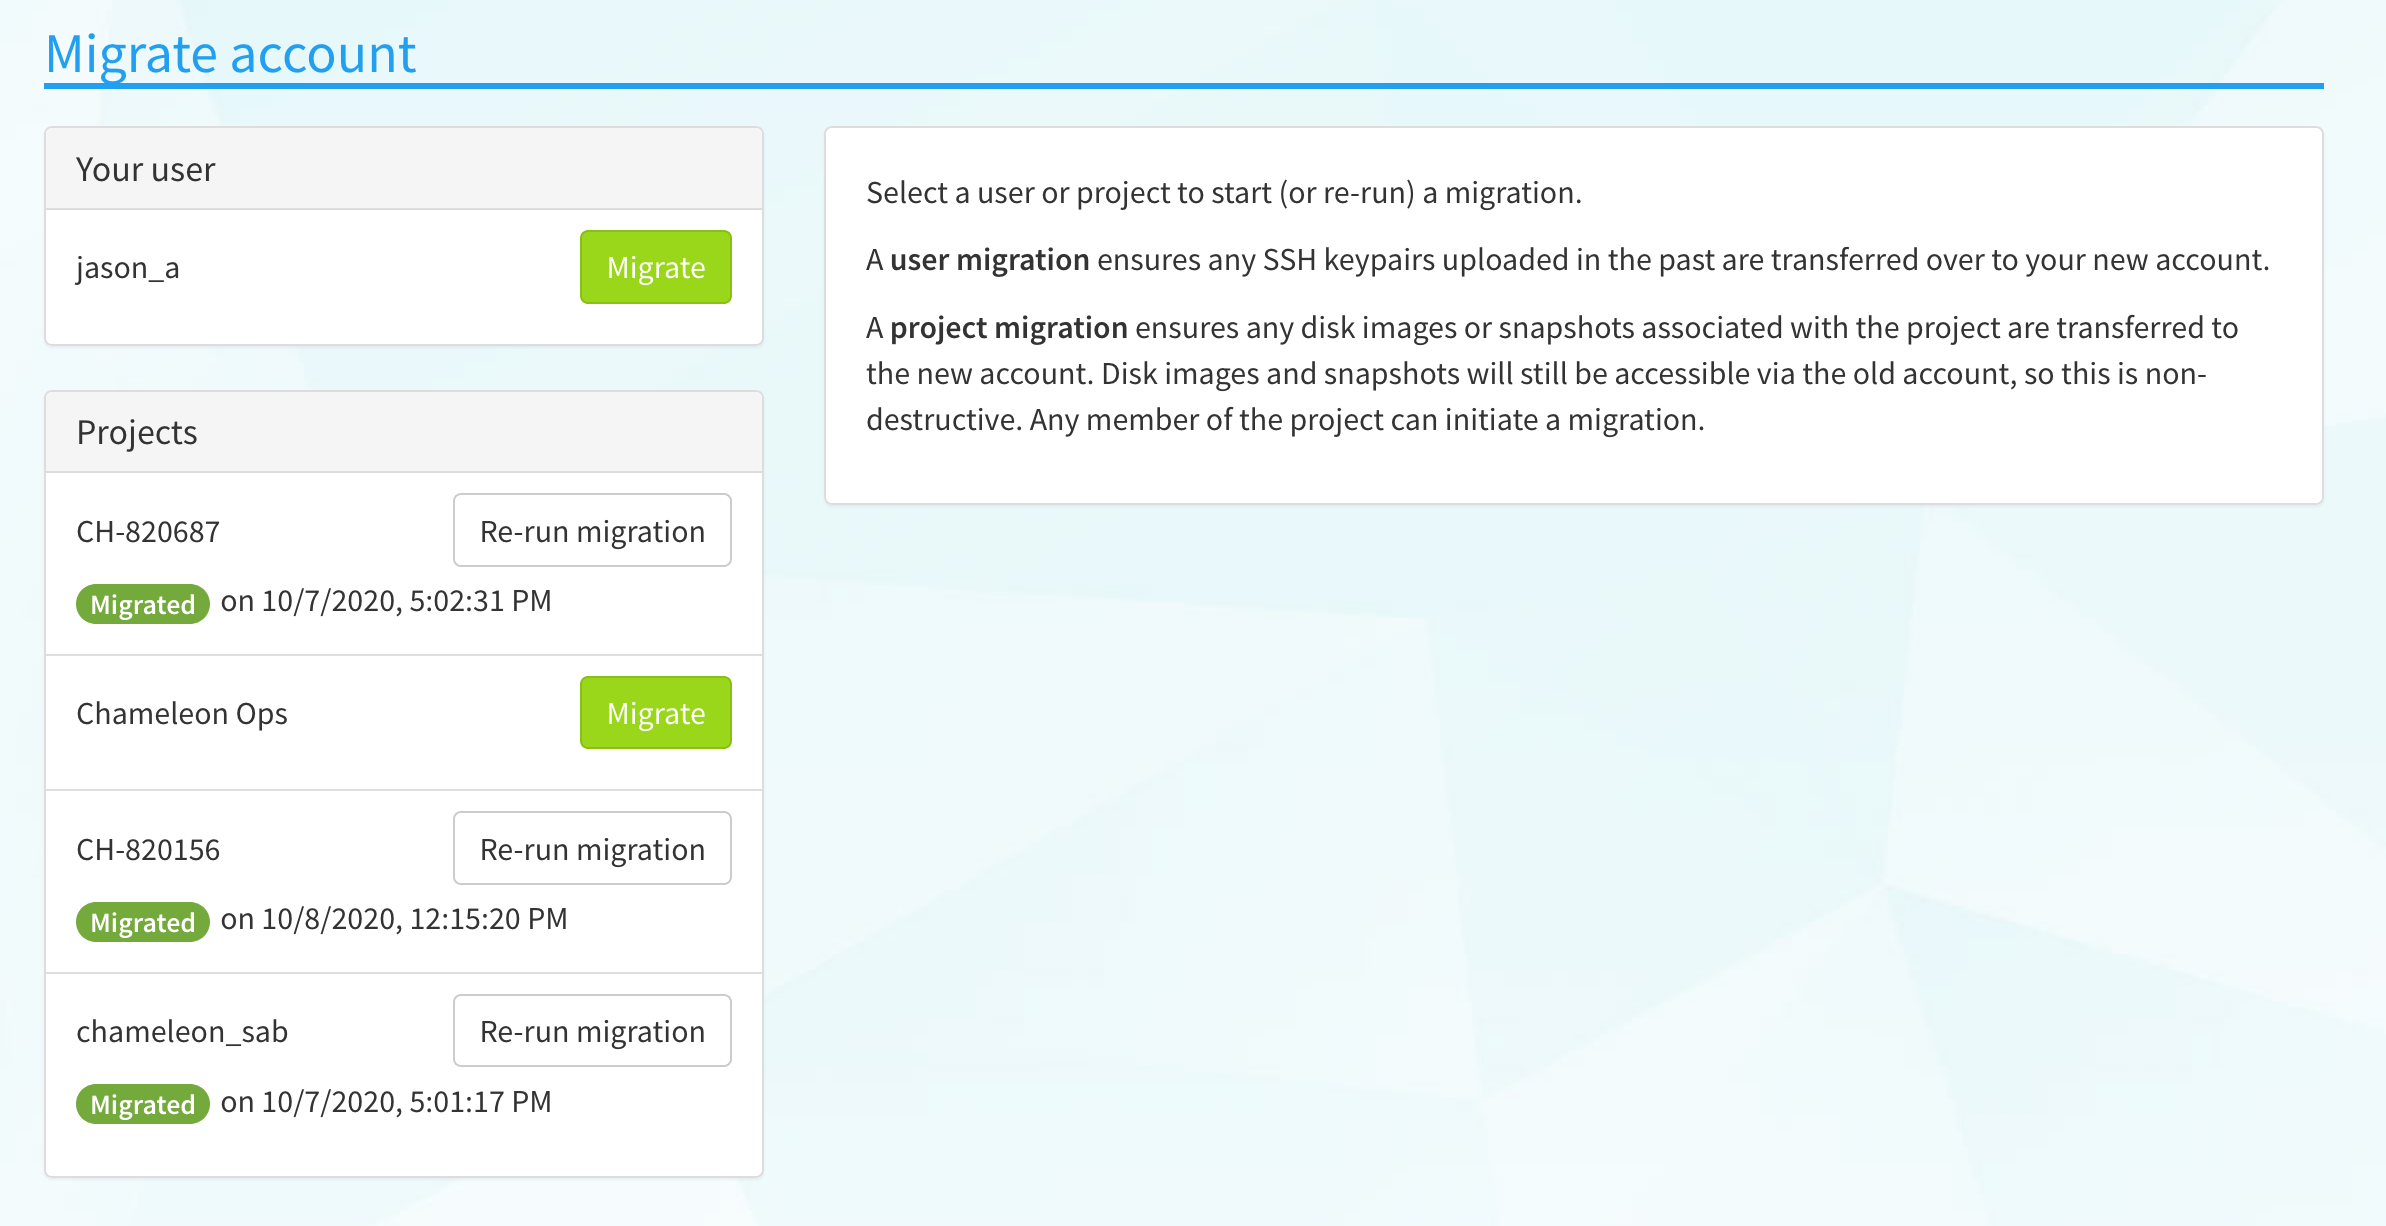 Migrate account
Your user
jason_a
Migrate
Projects
CH-820687
Re-run migration
Migrated on 10/7/2020, 5:02:31 PM
Chameleon Ops
Migrate
CH-820156
Re-run migration
Migrated on 10/8/2020, 12:15:20 PM
chameleon_sab
Re-run migration
Migrated on 10/7/2020, 5:01:17 PM
Select a user or project to start (or re-run) a migration.
A user migration ensures any SSH keypairs uploaded in the past are transferred over to your new account.
A project migration ensures any disk images or snapshots associated with the project are transferred to
the new account. Disk images and snapshots will still be accessible via the old account, so this is non-
destructive. Any member of the project can initiate a migration.